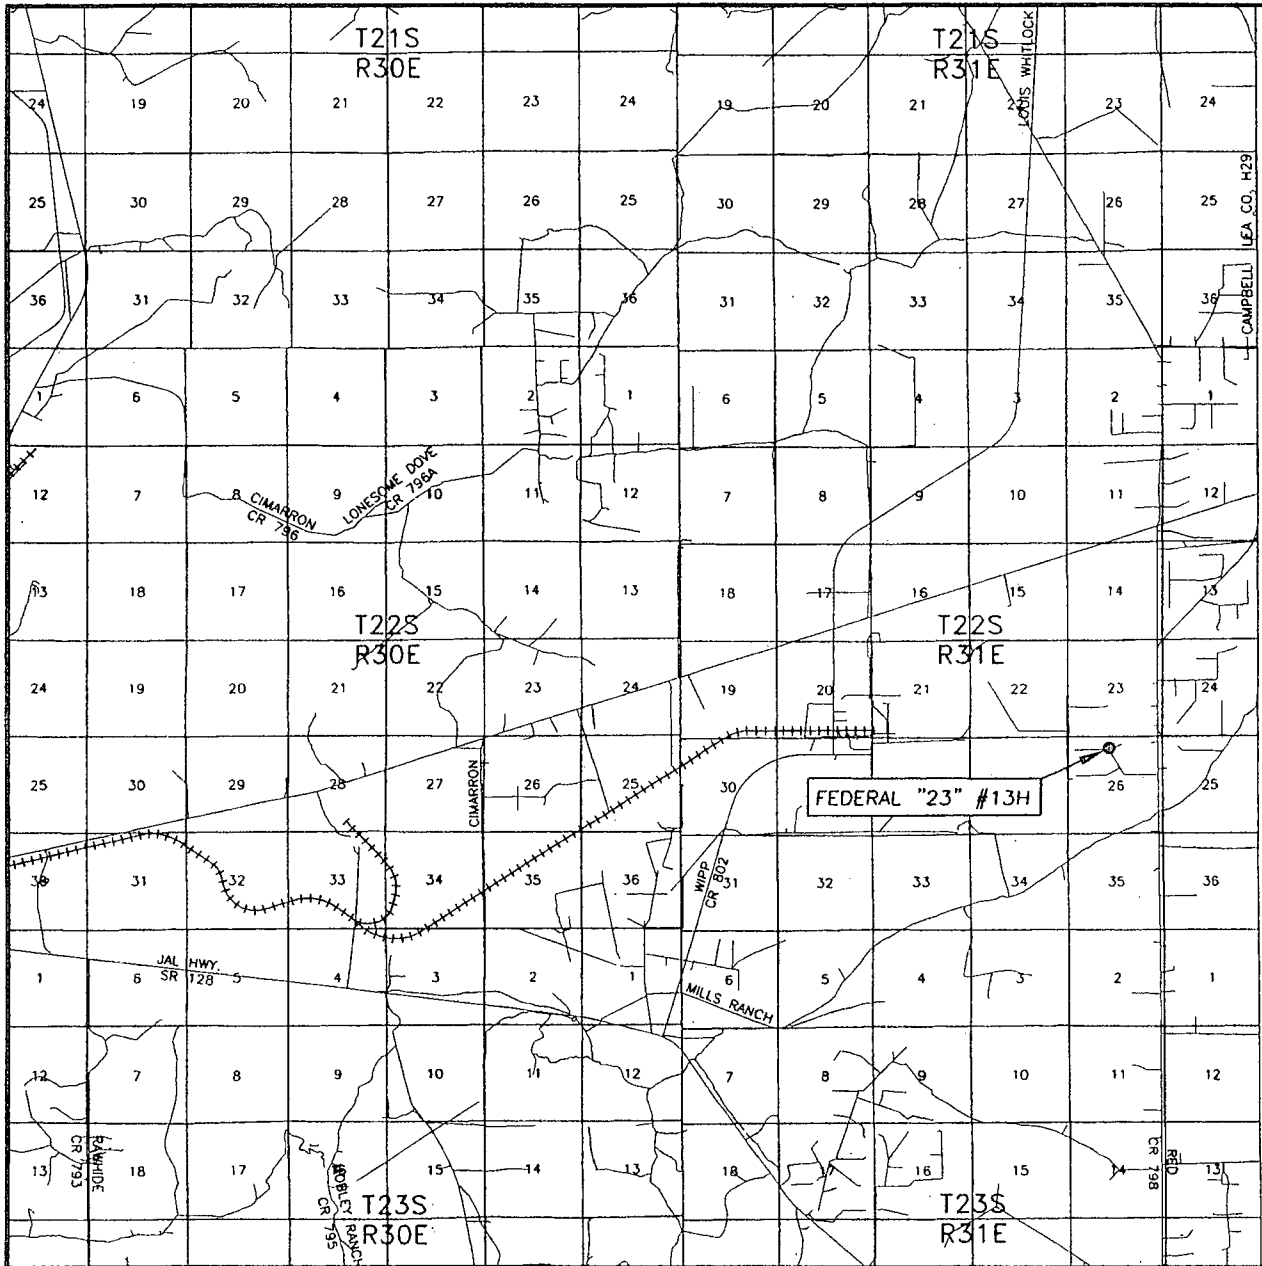 T21S
R30E
T21S
R31E
LOUIS WHITLOCK
24 19 20 21 22 23 24 19 20 21 22 23 24
CAMPBELL LEA CO, H29
25 30 29 28 27 26 25 30 29 28 27 26 25
36 31 32 33 34 35 36 31 32 33 34 35 36
1 6 5 4 3 2 1 6 5 4 3 2 1
12 7 8 9 10 11 12 7 8 9 10 11 12
CIMARRON
CR 796
LONESOME DOVE
CR 796A
13 18 17 16 15 14 13 18 17 16 15 14 13
T22S
R30E
T22S
R31E
24 19 20 21 22 23 24 19 20 21 22 23 24
25 30 29 28 27 26 25 30 26 25
CIMARRON
FEDERAL "23" #13H
36 31 32 33 34 35 36 31 32 33 34 35 36
WIPP
CR 802
JAL HWY.
SR 128
1 6 5 4 3 2 1 6 5 4 3 2 1
MILLS RANCH
12 7 8 9 10 11 12 7 8 9 10 11 12
RAWHIDE
CR 793
13 18 17 15 14 13 18 17 16 15 14 13
MOBLEY RANCH
CR 795
RED
CR 798
T23S
R30E
T23S
R31E